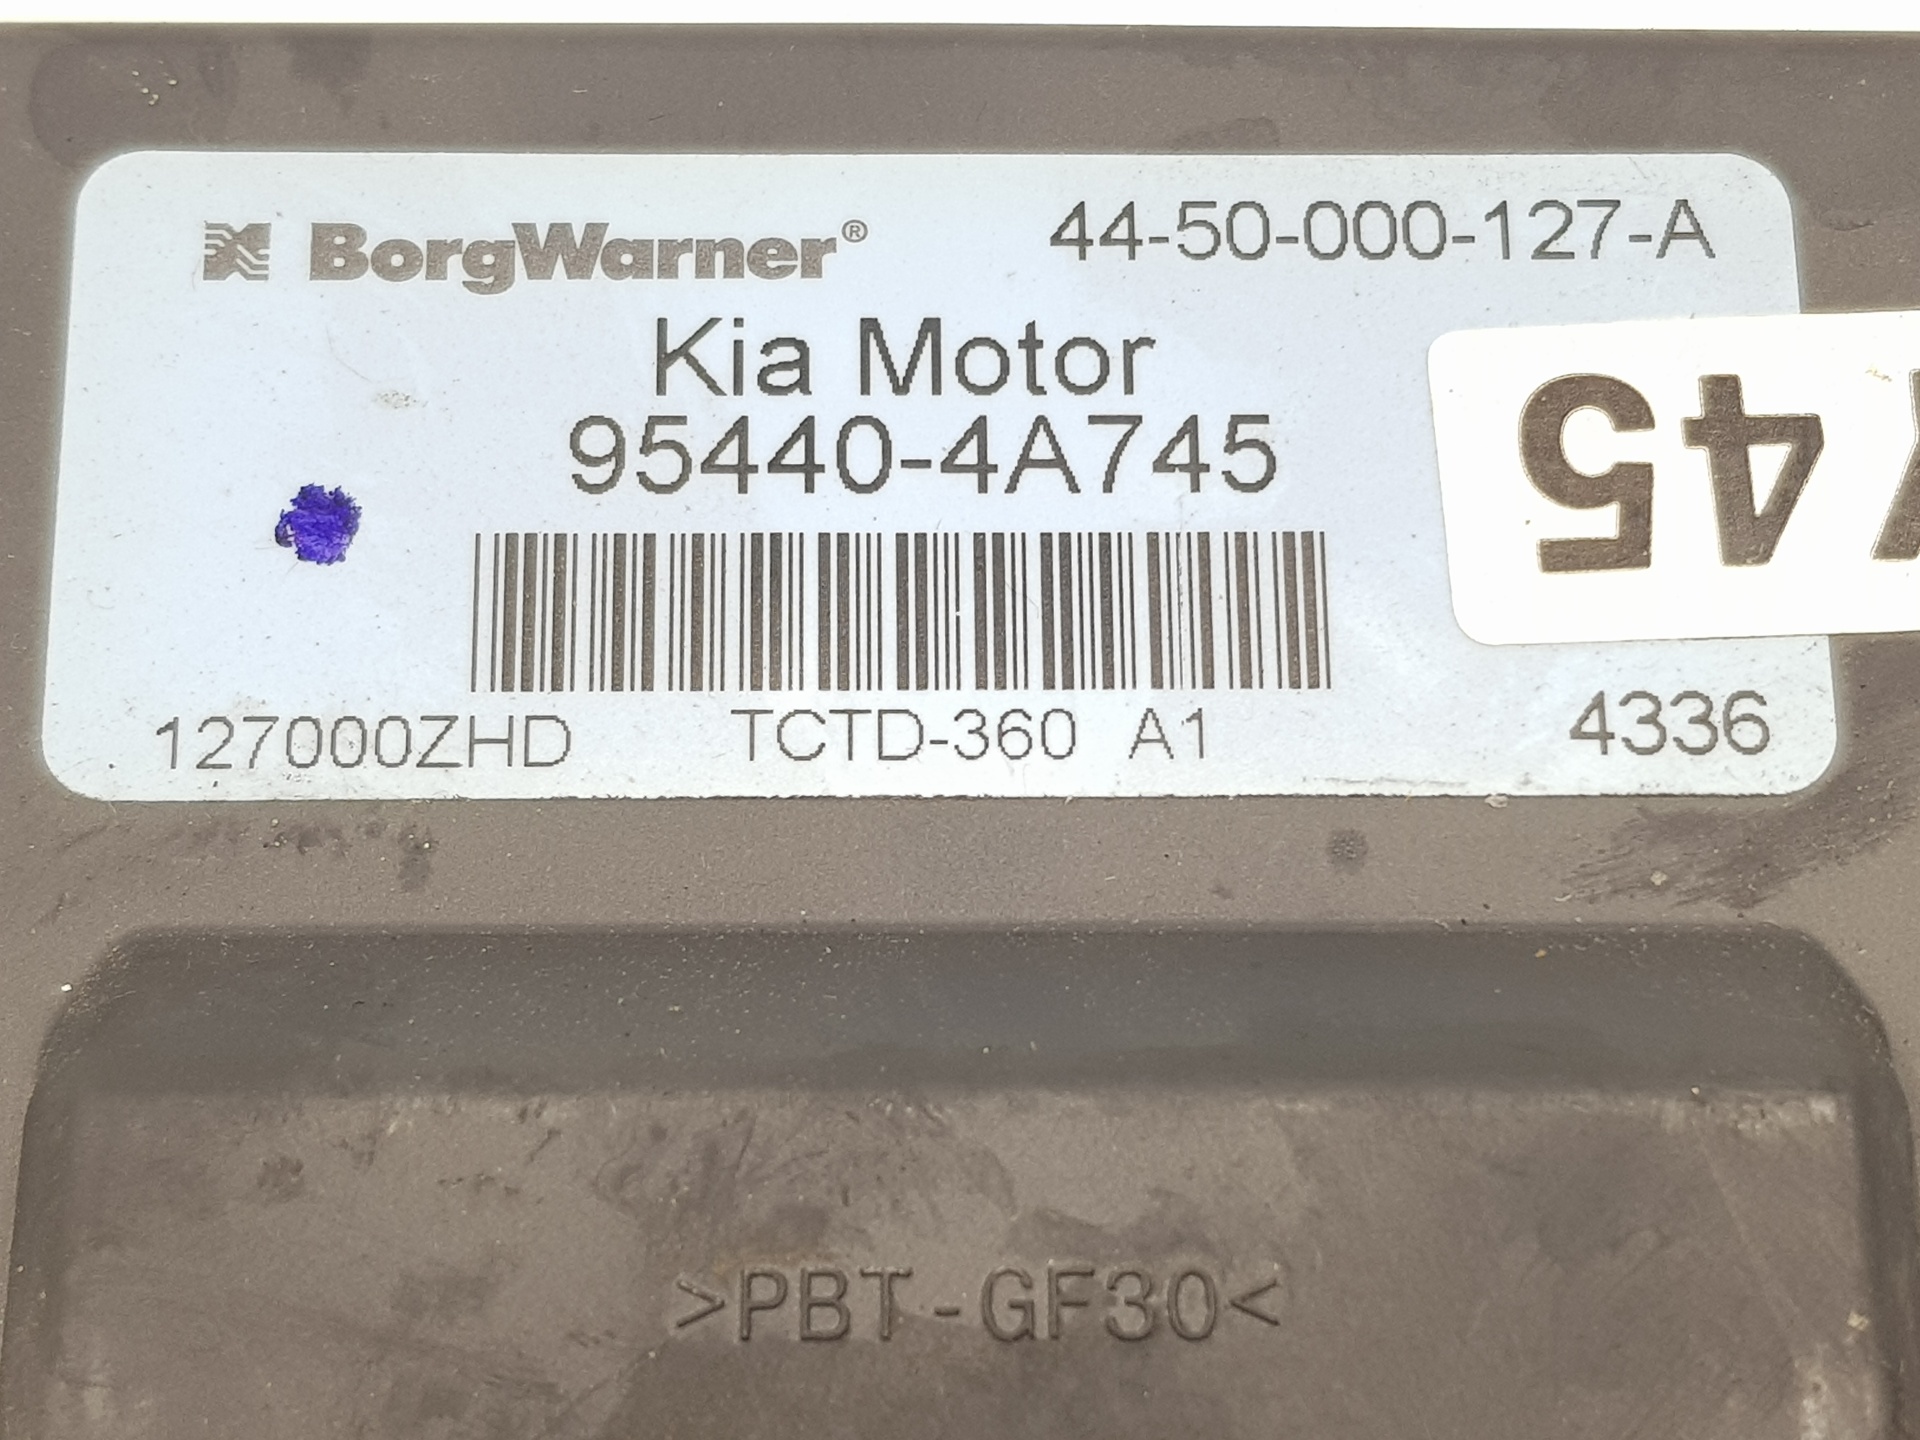 BorgWarner® 44-50-000-127-A
Kia Motor
95440-4A745
45
127000ZHD TCTD-360 A1 4336
>PBT-GF30<